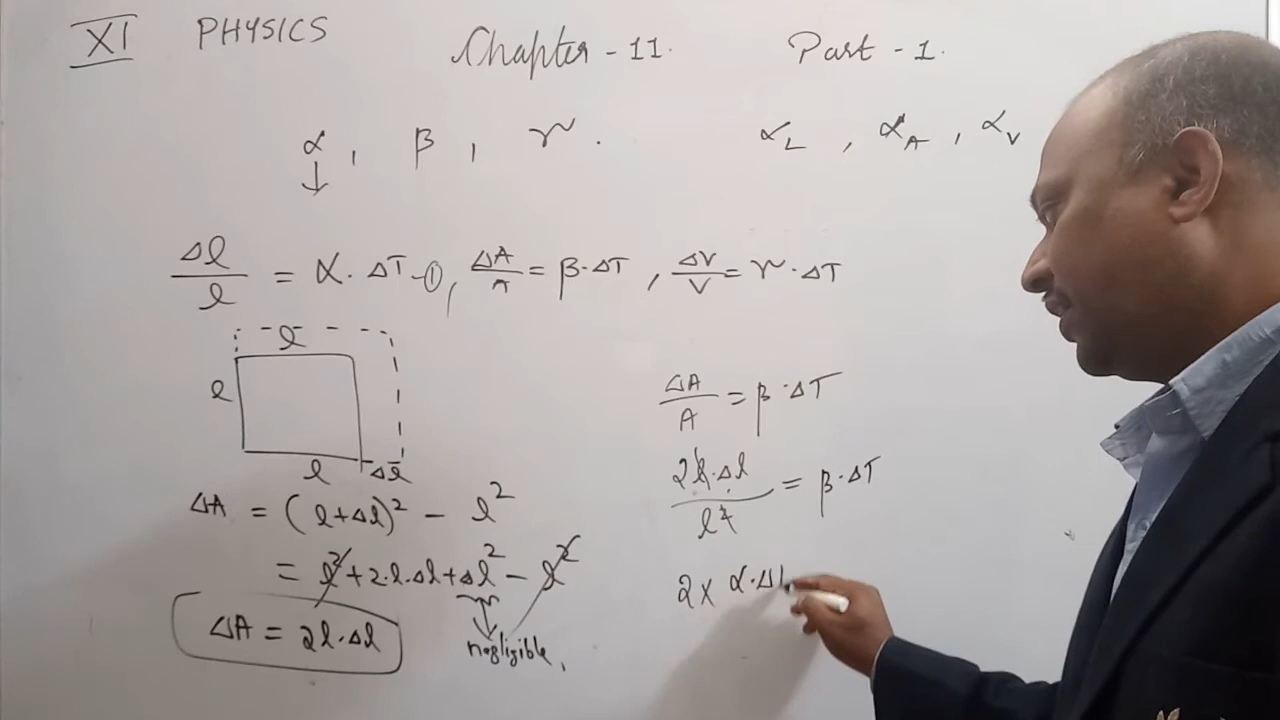 XI PHYSICS Chapter - 11. Part - 1.
α, β, γ. α_L, α_A, α_V
Δl/l = α·ΔT -①, ΔA/A = β·ΔT, ΔV/V = γ·ΔT
l
l
l Δl
ΔA/A = β·ΔT
2l·Δl/l² = β·ΔT
2 x α·Δ
ΔA = (l+Δl)² - l²
= l² + 2·l·Δl + Δl² - l²
negligible,
ΔA = 2l·Δl